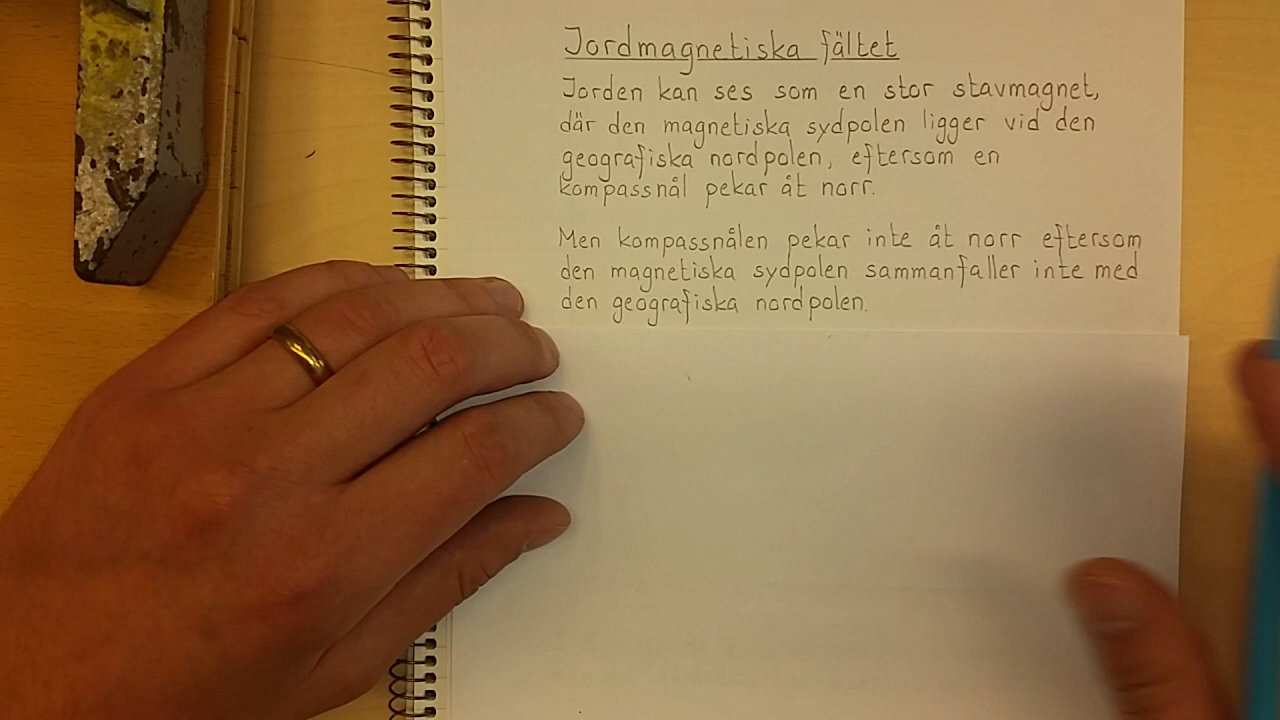 Jordmagnetiska fältet
Jorden kan ses som en stor stavmagnet,
där den magnetiska sydpolen ligger vid den
geografiska nordpolen, eftersom en
kompassnål pekar åt norr.
Men kompassnålen pekar inte åt norr eftersom
den magnetiska sydpolen sammanfaller inte med
den geografiska nordpolen.